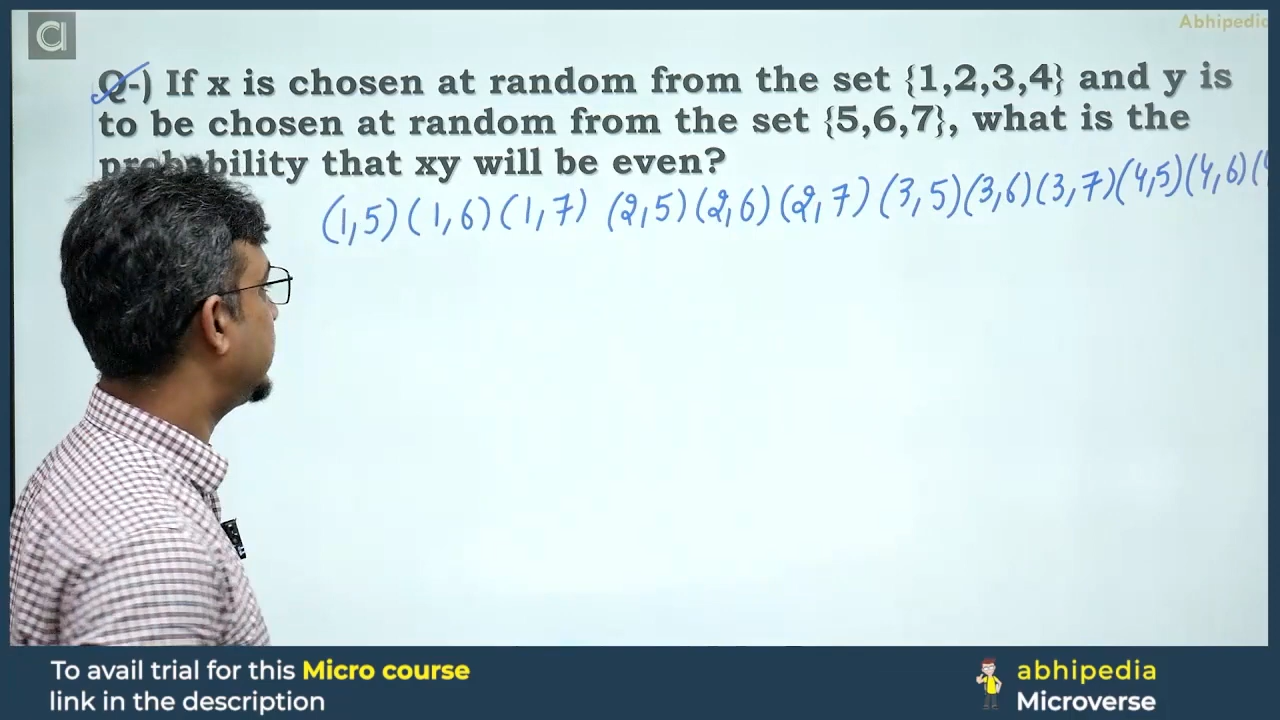 Abhipedia
Q-) If x is chosen at random from the set {1,2,3,4} and y is
to be chosen at random from the set {5,6,7}, what is the
probability that xy will be even?
(1,5) (1,6) (1,7) (2,5) (2,6) (2,7) (3,5) (3,6) (3,7) (4,5) (4,6) (
To avail trial for this Micro course
link in the description
abhipedia
Microverse